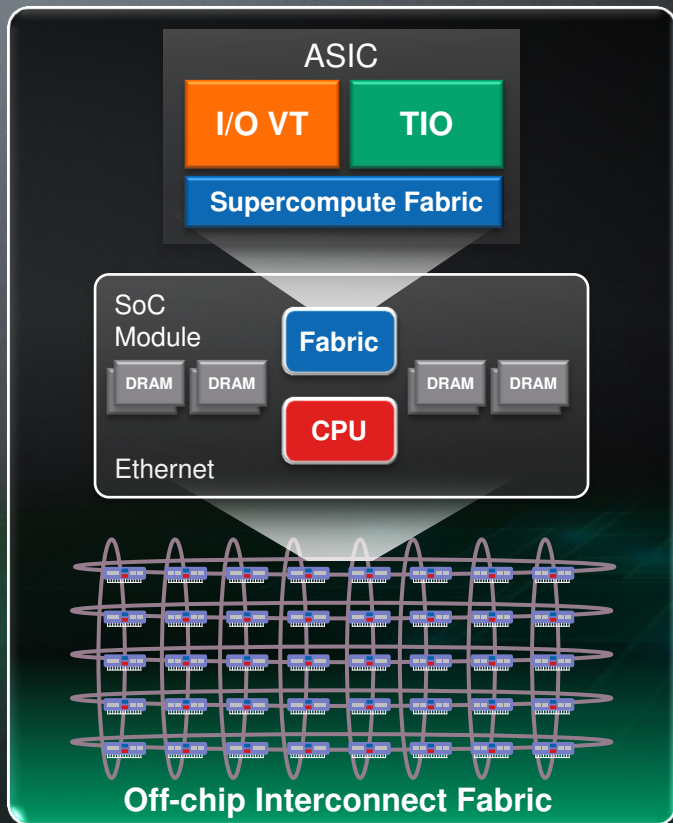 ASIC
I/O VT
TIO
Supercompute Fabric
SoC
Module
Fabric
DRAM
DRAM
DRAM
DRAM
CPU
Ethernet
Off-chip Interconnect Fabric